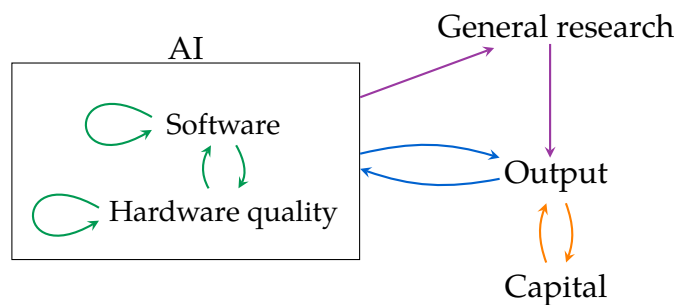 General research
AI
Software
Output
Hardware quality
Capital